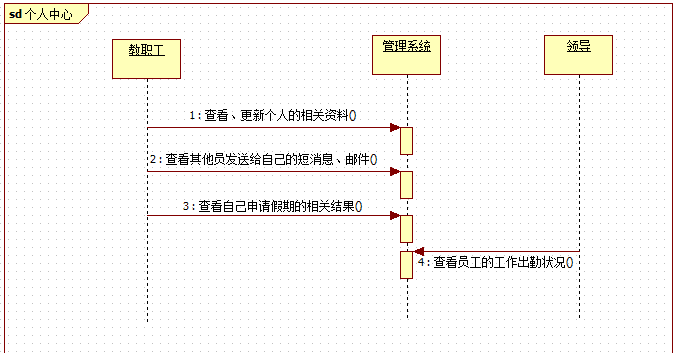 sd 个人中心
教职工
管理系统
领导
1:查看、更新个人的相关资料()
2:查看其他员发送给自己的短消息、邮件()
3:查看自己申请假期的相关结果()
4:查看员工的工作出勤状况()